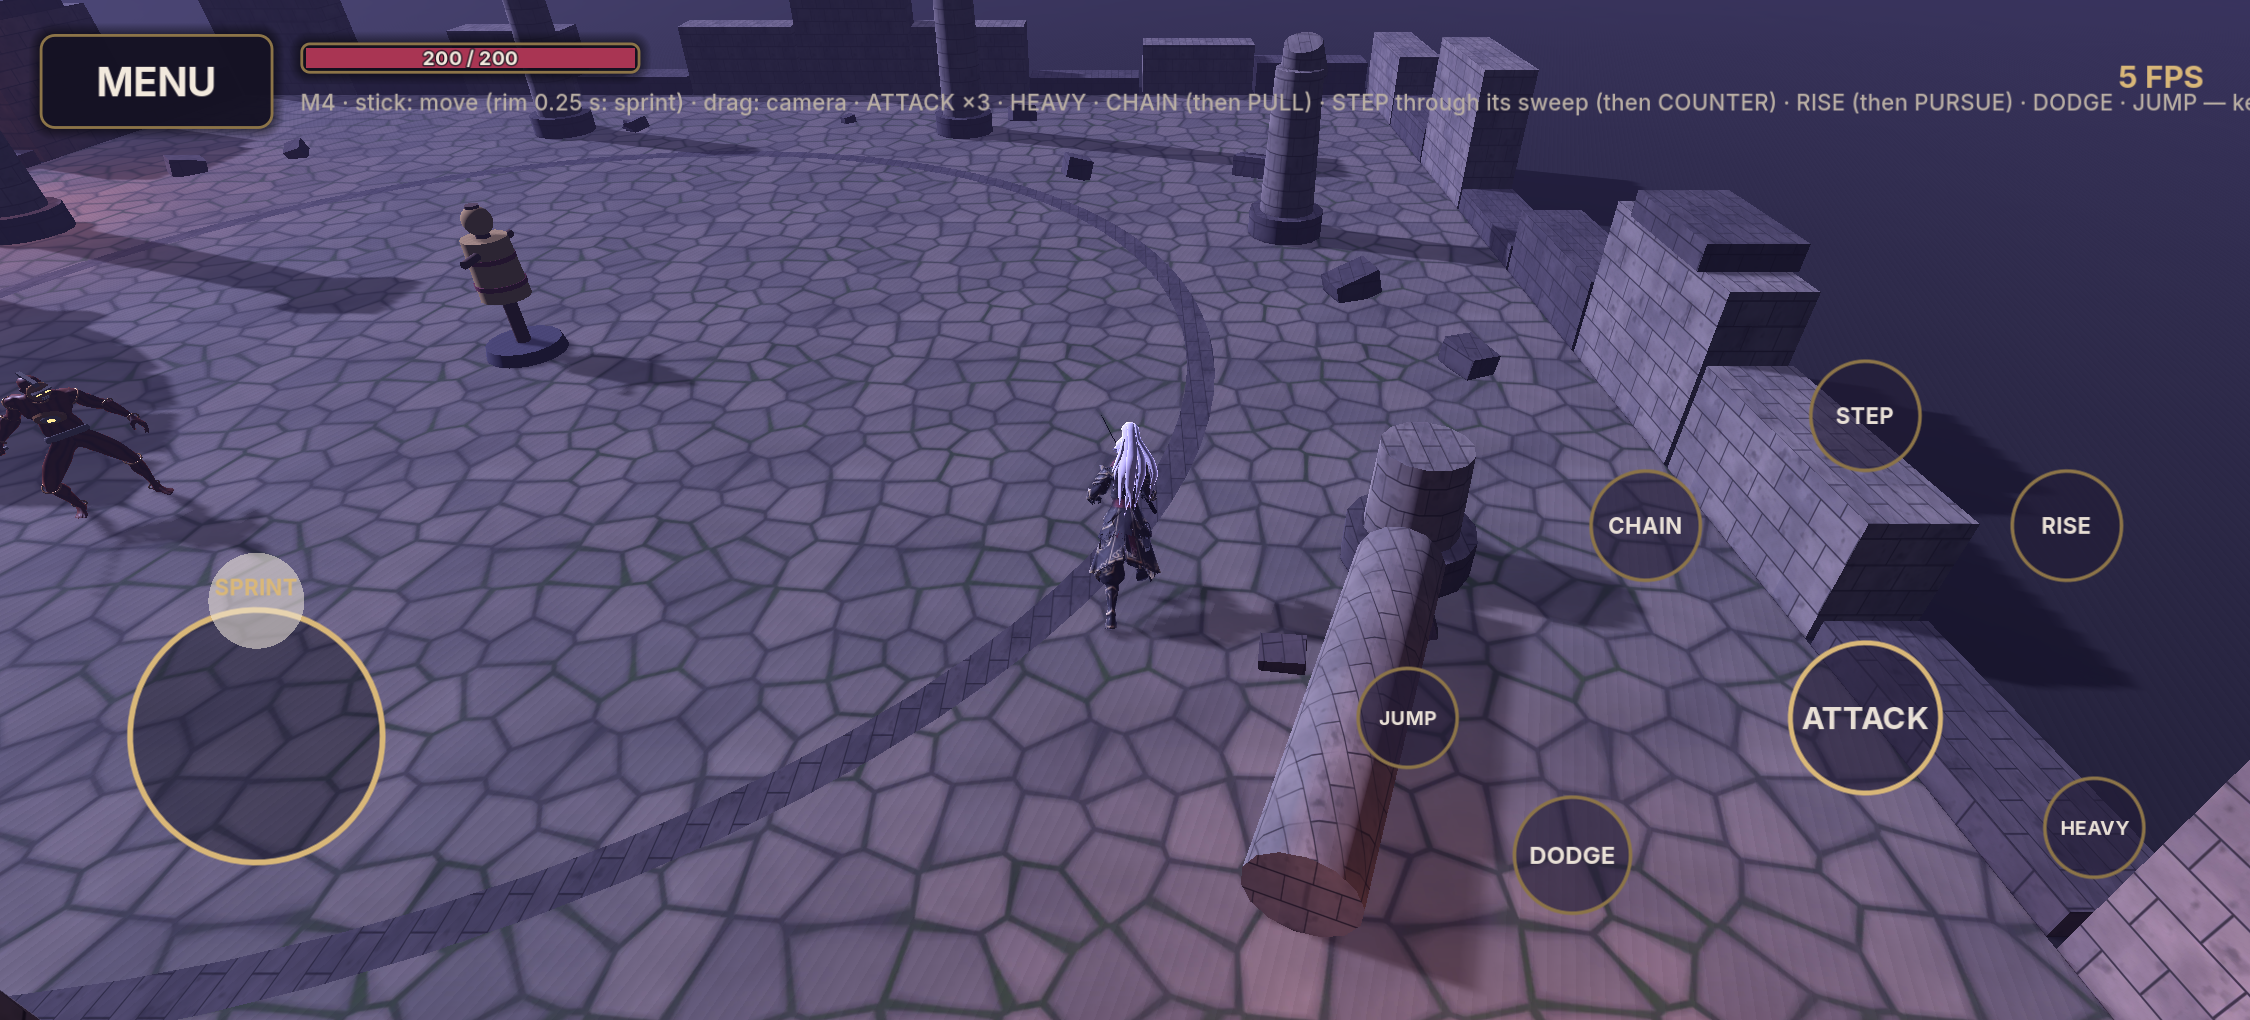 MENU
200 / 200
5 FPS
M4 · stick: move (rim 0.25 s: sprint) · drag: camera · ATTACK ×3 · HEAVY · CHAIN (then PULL) · STEP through its sweep (then COUNTER) · RISE (then PURSUE) · DODGE · JUMP —
STEP
CHAIN
RISE
SPRINT
JUMP
ATTACK
HEAVY
DODGE